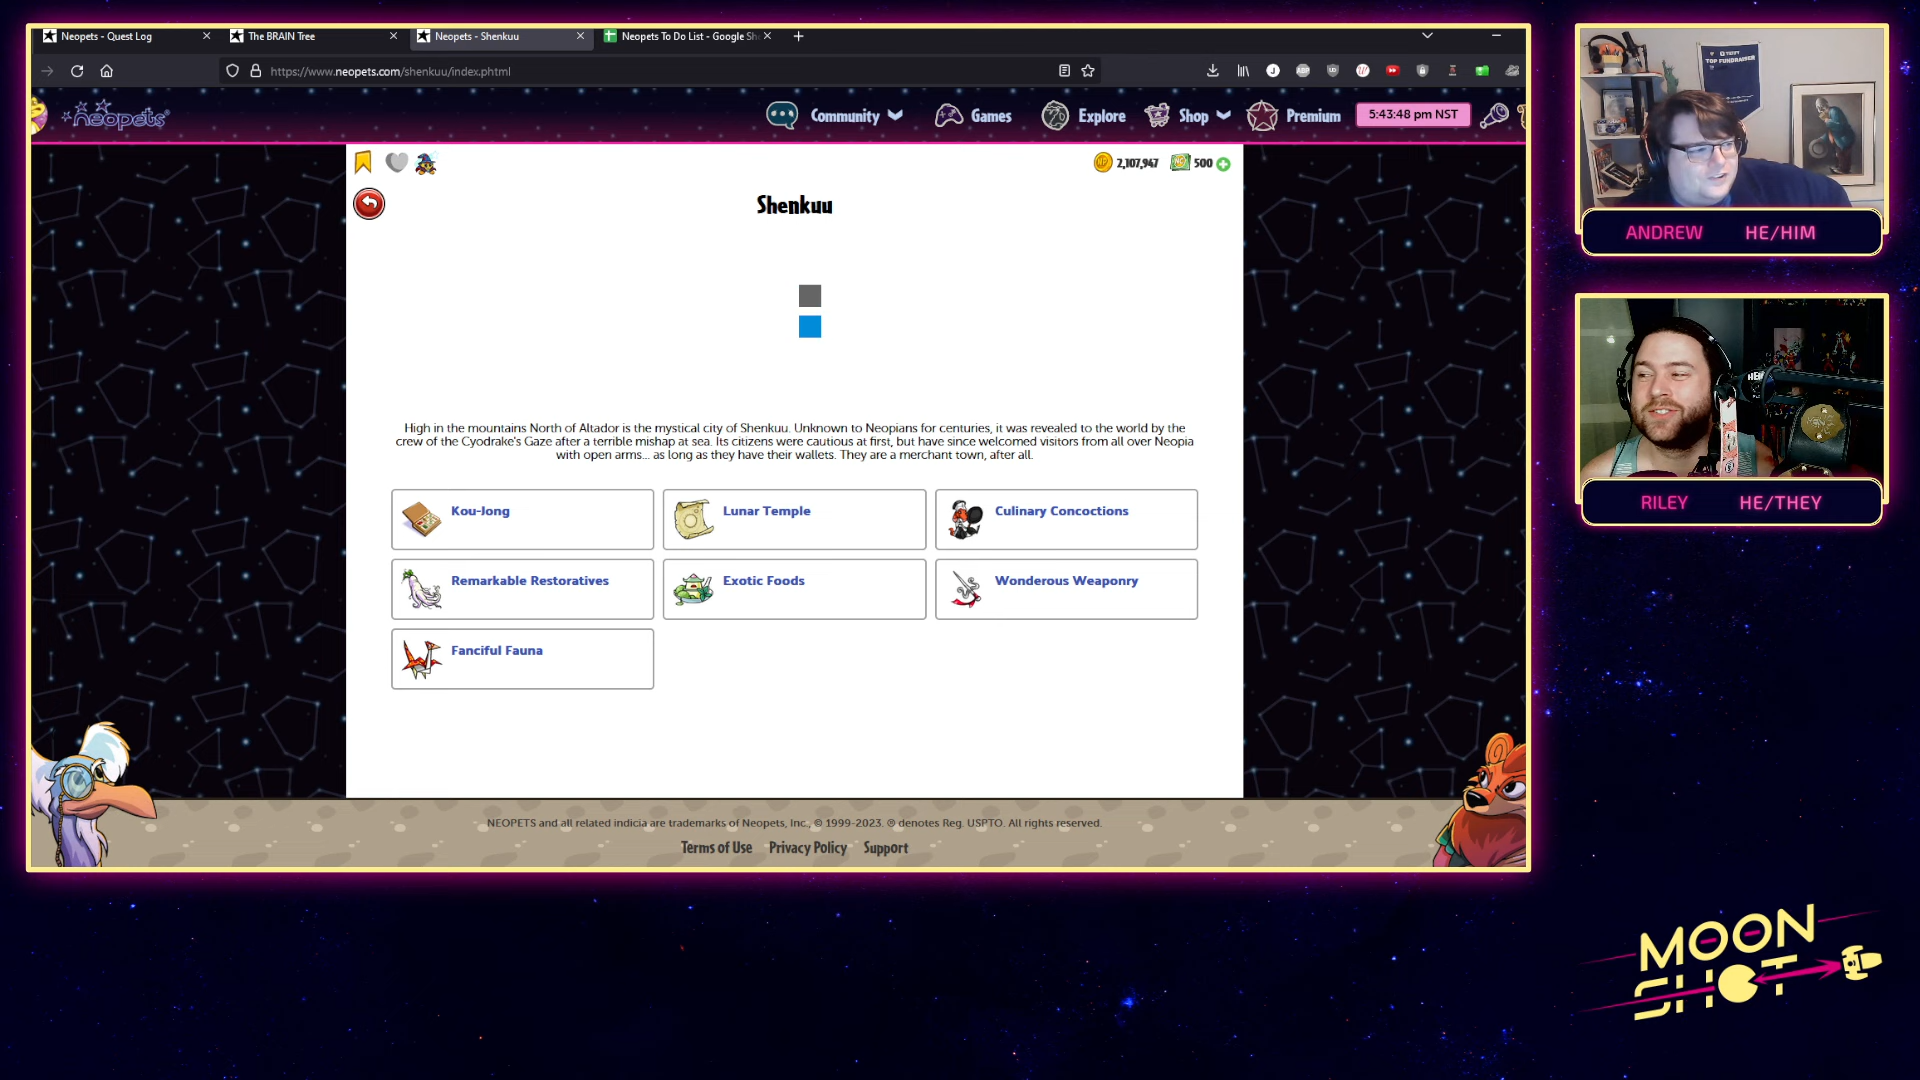 Neopets - Quest Log
The BRAIN Tree
Neopets - Shenkuu
Neopets To Do List - Google She
https://www.neopets.com/shenkuu/index.phtml
neopets
Community
Games
Explore
Shop
Premium
5:43:48 pm NST
2,107,947
500
Shenkuu
High in the mountains North of Altador is the mystical city of Shenkuu. Unknown to Neopians for centuries, it was revealed to the world by the
crew of the Cyodrake's Gaze after a terrible mishap at sea. Its citizens were cautious at first, but have since welcomed visitors from all over Neopia
with open arms... as long as they have their wallets. They are a merchant town, after all.
Kou-Jong
Lunar Temple
Culinary Concoctions
Remarkable Restoratives
Exotic Foods
Wonderous Weaponry
Fanciful Fauna
NEOPETS and all related indicia are trademarks of Neopets, Inc., © 1999-2023. ® denotes Reg. USPTO. All rights reserved.
Terms of Use
Privacy Policy
Support
TOP FUNDRAISER
ANDREW HE/HIM
RILEY HE/THEY
MOON
SHOT